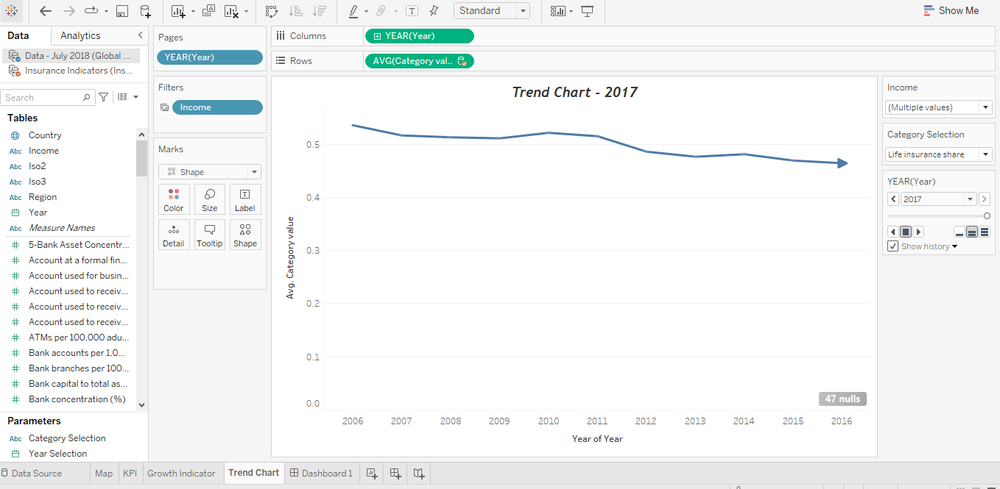 Standard
Show Me
Data
Analytics
Data - July 2018 (Global ...
Insurance Indicators (Ins...
Search
Tables
Country
Abc Income
Abc Iso2
Abc Iso3
Abc Region
Year
Abc Measure Names
# 5-Bank Asset Concentr...
# Account at a formal fin...
# Account used for busin...
# Account used to receiv...
# Account used to receiv...
# Account used to receiv...
# ATMs per 100,000 adu...
# Bank accounts per 1,0...
# Bank branches per 100...
# Bank capital to total as...
# Bank concentration (%)
Parameters
Abc Category Selection
Year Selection
Pages
YEAR(Year)
Filters
Income
Marks
Shape
Color
Size
Label
Detail
Tooltip
Shape
Columns
YEAR(Year)
Rows
AVG(Category val..
Trend Chart - 2017
Avg. Category value
0.5
0.4
0.3
0.2
0.1
0.0
47 nulls
2006 2007 2008 2009 2010 2011 2012 2013 2014 2015 2016
Year of Year
Income
(Multiple values)
Category Selection
Life insurance share
YEAR(Year)
2017
Show history
Data Source
Map
KPI
Growth Indicator
Trend Chart
Dashboard 1